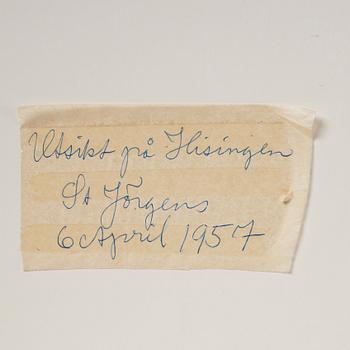 Utsikt på Hisingen
St Jörgens
6 April 1957